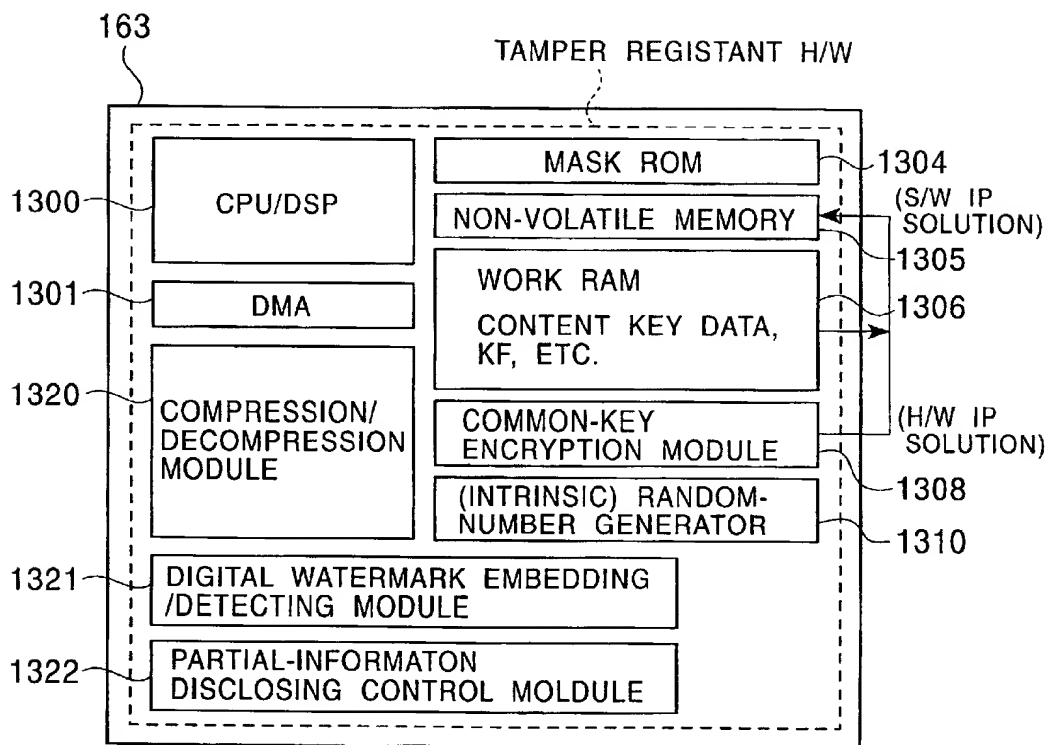 163
TAMPER REGISTANT H/W
1300
CPU/DSP
1301
DMA
1320
COMPRESSION/
DECOMPRESSION
MODULE
MASK ROM
1304
NON-VOLATILE MEMORY
(S/W IP
SOLUTION)
1305
WORK RAM
CONTENT KEY DATA,
KF, ETC.
1306
COMMON-KEY
ENCRYPTION MODULE
(H/W IP
SOLUTION)
1308
(INTRINSIC) RANDOM-
NUMBER GENERATOR
1310
1321
DIGITAL WATERMARK EMBEDDING
/DETECTING MODULE
1322
PARTIAL-INFORMATON
DISCLOSING CONTROL MOLDULE